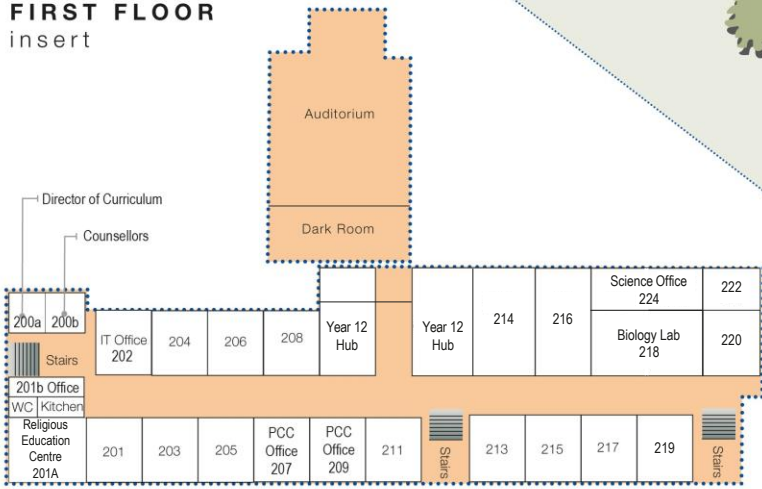 FIRST FLOOR
insert
Auditorium
Dark Room
Director of Curriculum
Counsellors
200a
200b
Stairs
IT Office
202
204
206
208
Year 12
Hub
Year 12
Hub
214
216
Science Office
224
222
Biology Lab
218
220
201b Office
WC
Kitchen
Religious
Education
Centre
201A
201
203
205
PCC
Office
207
PCC
Office
209
211
Stairs
213
215
217
219
Stairs